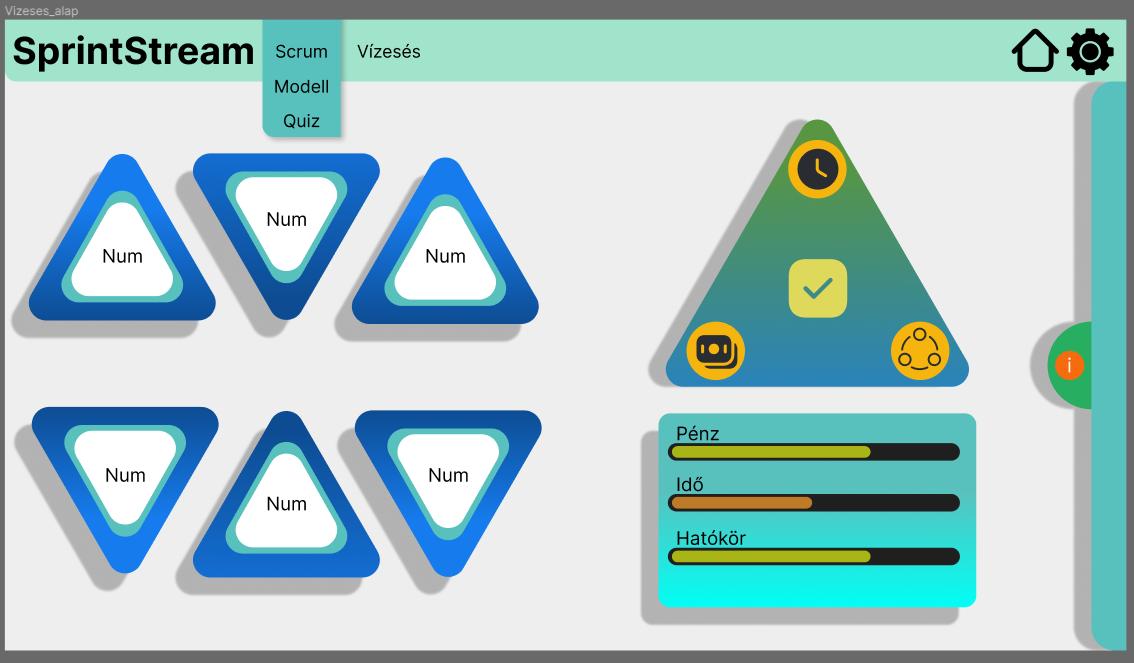 Vizeses_alap
SprintStream
Scrum
Vízesés
Modell
Quiz
Num
Num
Num
Num
Num
Num
i
Pénz
Idő
Hatókör